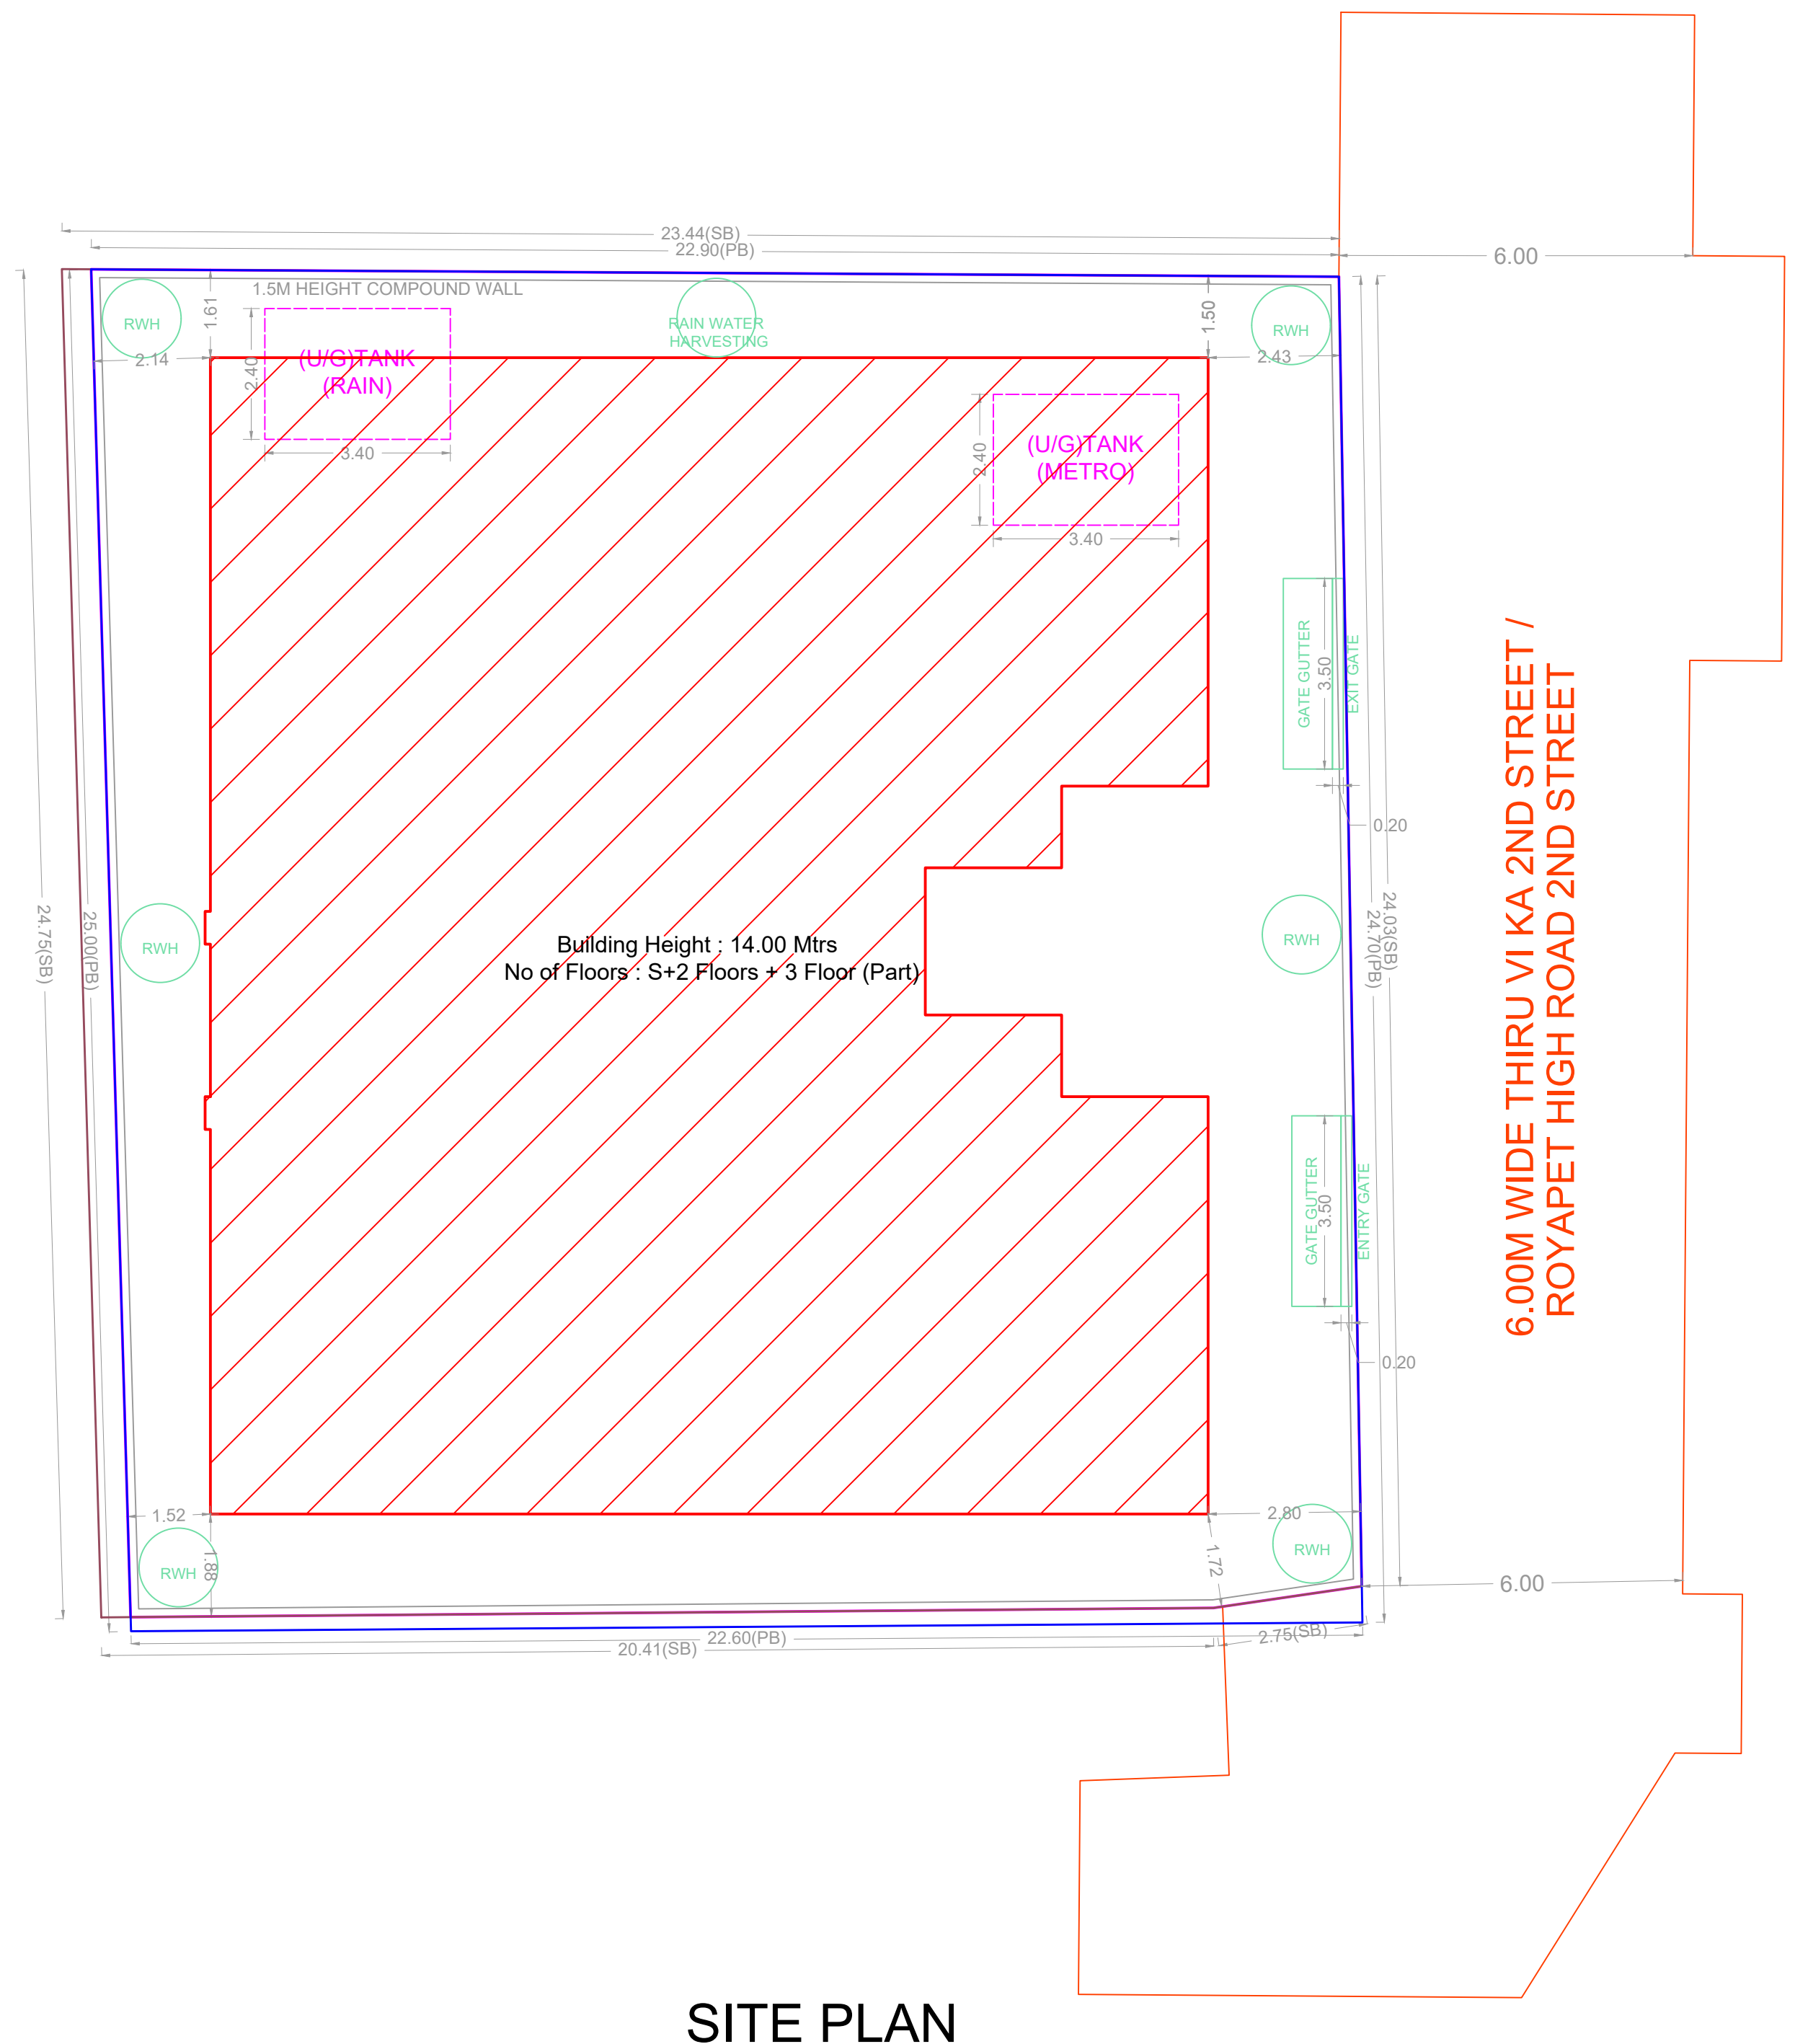 23.44(SB)
22.90(PB)
6.00
1.5M HEIGHT COMPOUND WALL
1.61
1.50
RWH
RAIN WATER
HARVESTING
RWH
2.14
2.43
(U/G)TANK
(RAIN)
2.40
3.40
(U/G)TANK
(METRO)
2.40
3.40
GATE GUTTER
3.50
EXIT GATE
0.20
6.00M WIDE THIRU VI KA 2ND STREET /
ROYAPET HIGH ROAD 2ND STREET
24.75(SB)
25.00(PB)
RWH
Building Height : 14.00 Mtrs
No of Floors : S+2 Floors + 3 Floor (Part)
RWH
24.70(PB)
24.03(SB)
GATE GUTTER
3.50
ENTRY GATE
0.20
1.52
2.80
RWH
1.88
1.72
RWH
6.00
22.60(PB)
20.41(SB)
2.75(SB)
SITE PLAN